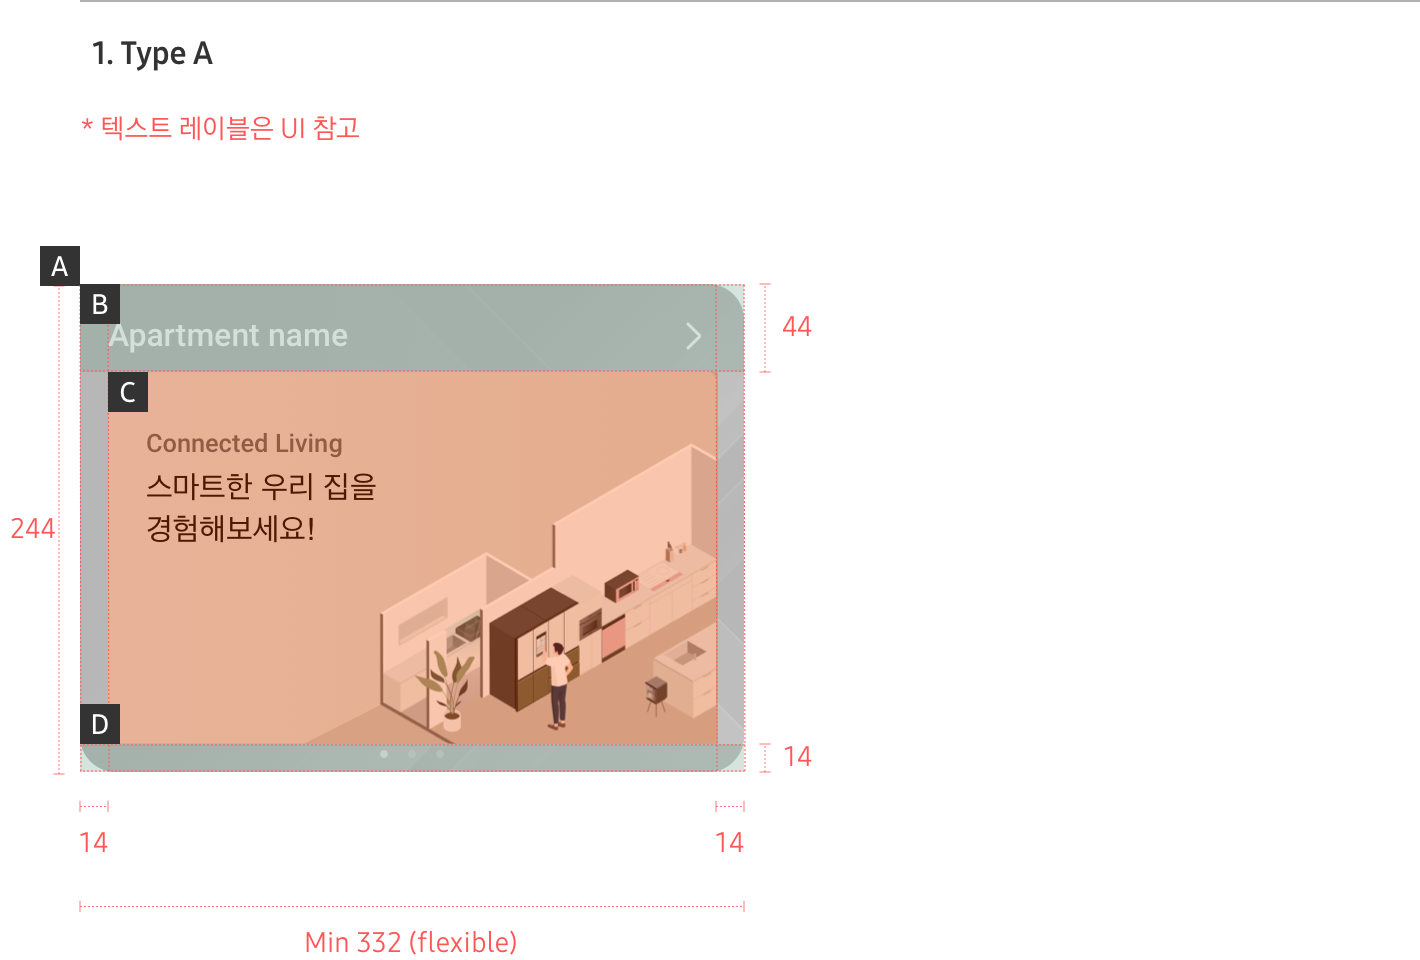 1. Type A
* 텍스트 레이블은 UI 참고
A
B
Apartment name
44
C
Connected Living
스마트한 우리 집을
경험해보세요!
244
D
14
14
14
Min 332 (flexible)